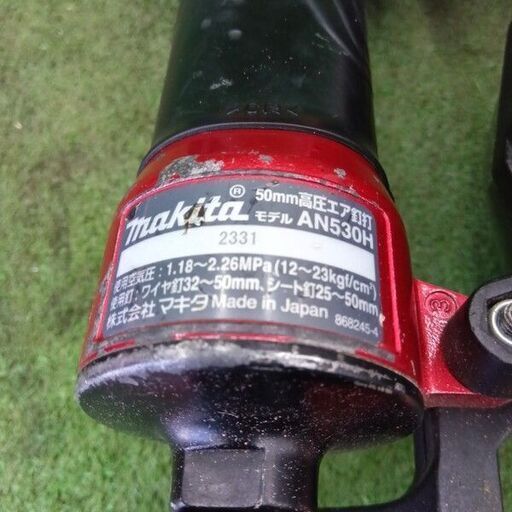 makita® 50mm高圧エア釘打
モデル AN530H
2331
使用空気圧：1.18～2.26MPa (12～23kgf/cm²)
使用釘：ワイヤ釘32～50mm、シート釘25～50mm
株式会社 マキタ Made in Japan 868245-4